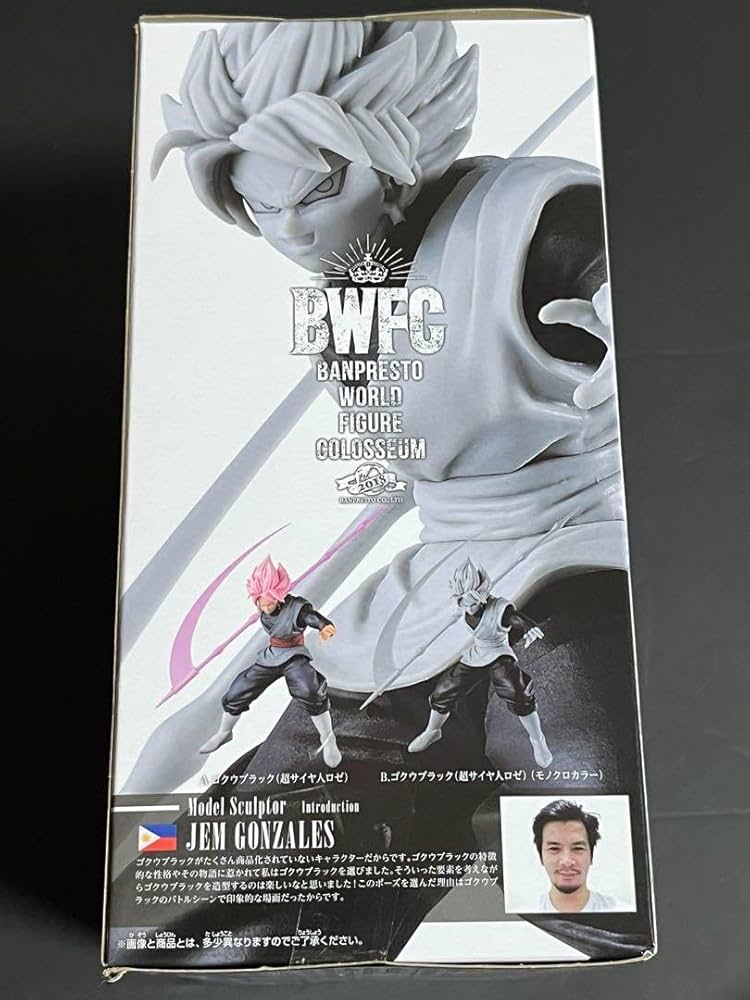 BWFC
BANPRESTO
WORLD
FIGURE
COLOSSEUM
2018
BANPRESTO CO., LTD.
A.ゴクウブラック(超サイヤ人ロゼ)
B.ゴクウブラック(超サイヤ人ロゼ)(モノクロカラー)
Model Sculptor Introduction
JEM GONZALES
ゴクウブラックがたくさん商品化されていないキャラクターだからです。ゴクウブラックの特徴
的な性格やその物語に惹かれて私はゴクウブラックを選びました。そういった要素を考えなが
らゴクウブラックを造型するのは楽しいなと思いました!このポーズを選んだ理由はゴクウブ
ラックのバトルシーンで印象的な場面だったからです。
※画像と商品とは、多少異なりますのでご了承ください。